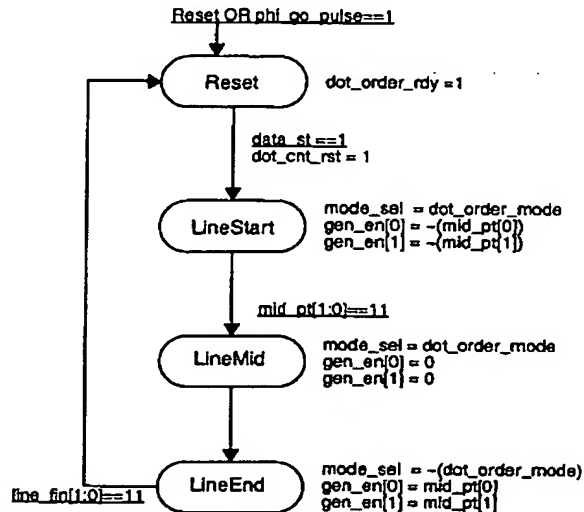 Reset OR phi_go_pulse==1
Reset
dot_order_rdy = 1
data_st==1
dot_cnt_rst = 1
LineStart
mode_sel = dot_order_mode
gen_en[0] = ~(mid_pt[0])
gen_en[1] = ~(mid_pt[1])
mid_pt[1:0]==11
LineMid
mode_sel = dot_order_mode
gen_en[0] = 0
gen_en[1] = 0
LineEnd
mode_sel = ~(dot_order_mode)
gen_en[0] = mid_pt[0]
gen_en[1] = mid_pt[1]
line_fin[1:0]==11